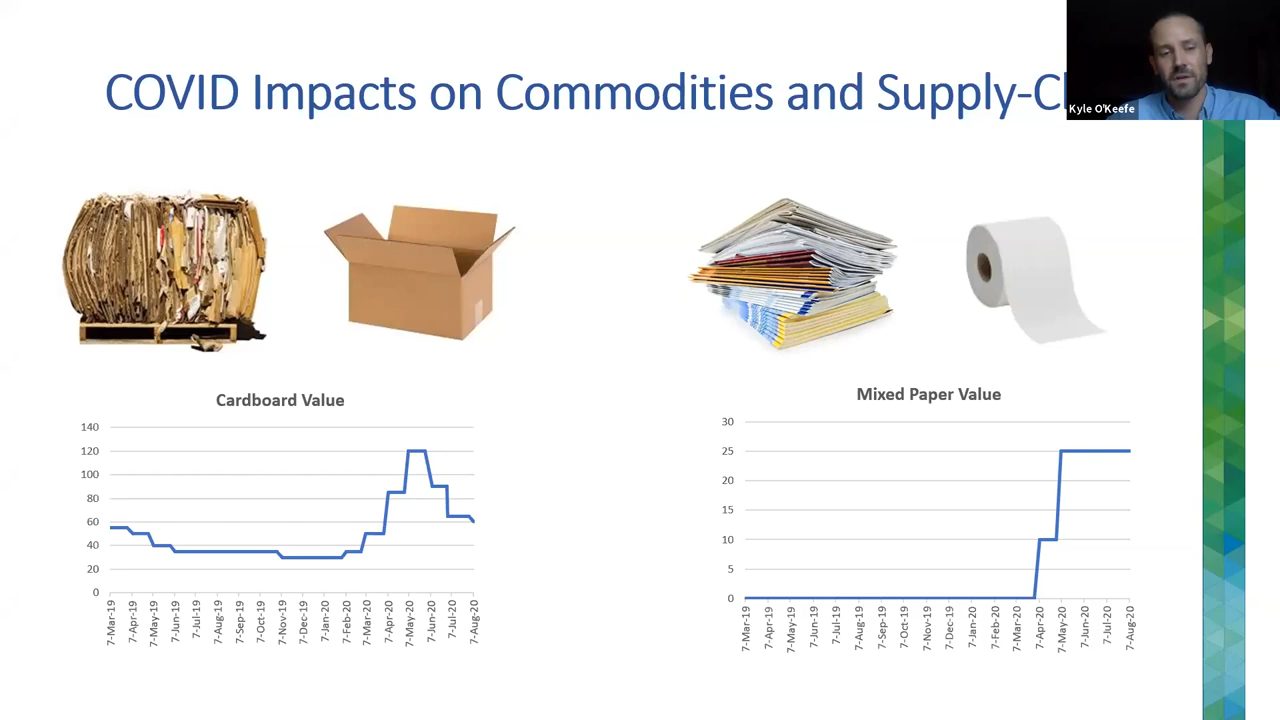 COVID Impacts on Commodities and Supply-C
Kyle O'Keefe
Cardboard Value
140
120
100
80
60
40
20
0
7-Mar-19
7-Apr-19
7-May-19
7-Jun-19
7-Jul-19
7-Aug-19
7-Sep-19
7-Oct-19
7-Nov-19
7-Dec-19
7-Jan-20
7-Feb-20
7-Mar-20
7-Apr-20
7-May-20
7-Jun-20
7-Jul-20
7-Aug-20
Mixed Paper Value
30
25
20
15
10
5
0
7-Mar-19
7-Apr-19
7-May-19
7-Jun-19
7-Jul-19
7-Aug-19
7-Sep-19
7-Oct-19
7-Nov-19
7-Dec-19
7-Jan-20
7-Feb-20
7-Mar-20
7-Apr-20
7-May-20
7-Jun-20
7-Jul-20
7-Aug-20